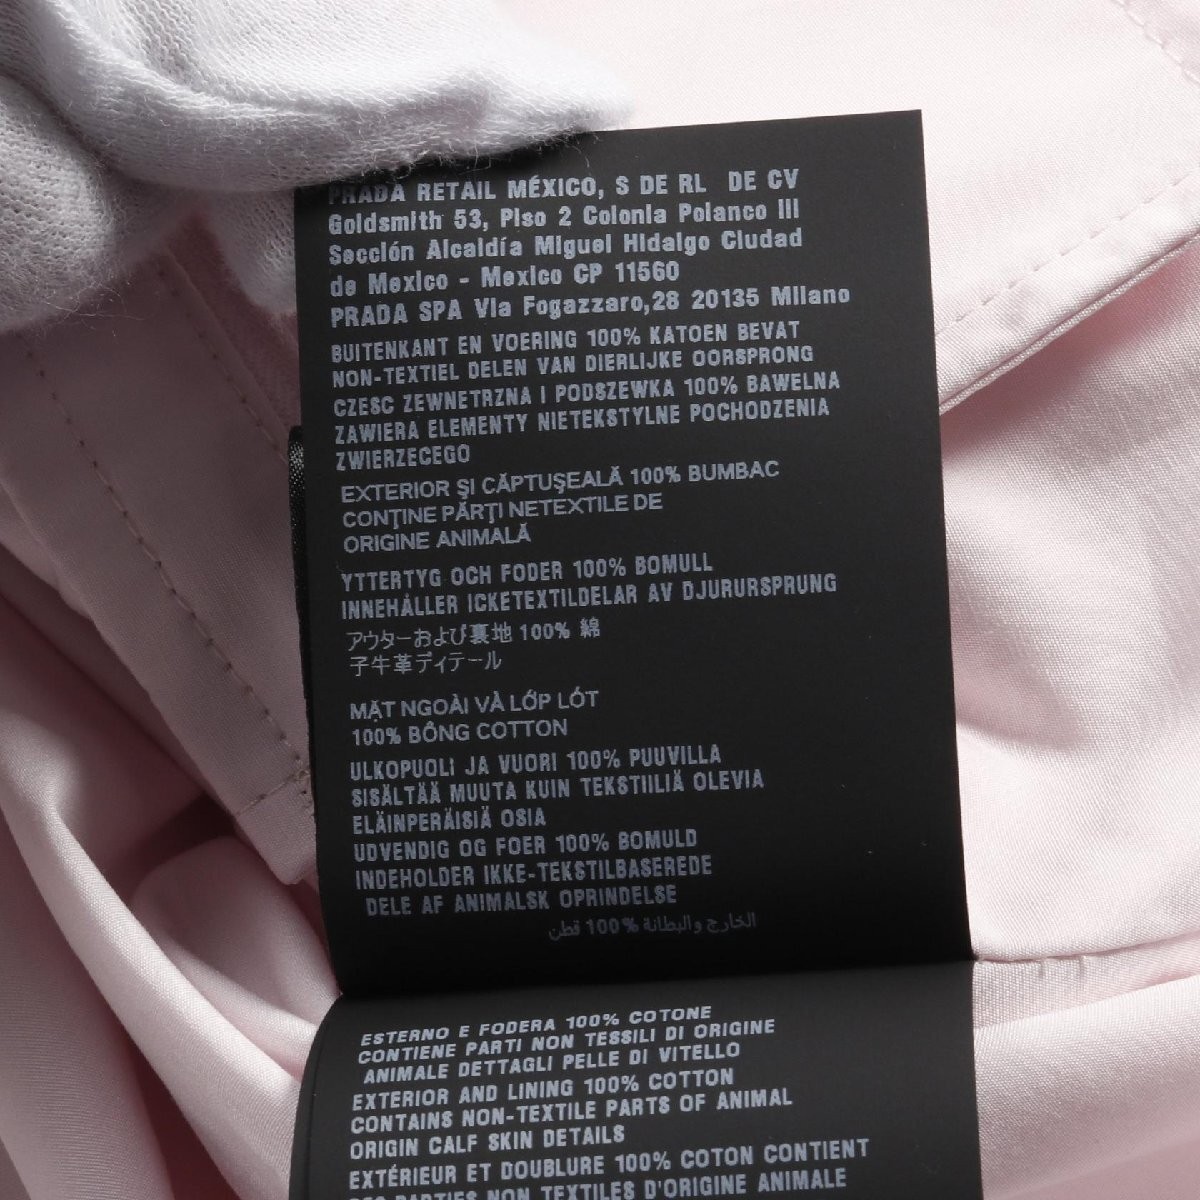 PRADA RETAIL MÉXICO, S DE RL DE CV
Goldsmith 53, Piso 2 Colonia Polanco III
Sección Alcaldía Miguel Hidalgo Ciudad
de Mexico - Mexico CP 11560
PRADA SPA Via Fogazzaro,28 20135 Milano
BUITENKANT EN VOERING 100% KATOEN BEVAT
NON-TEXTIEL DELEN VAN DIERLIJKE OORSPRONG
CZESC ZEWNETRZNA I PODSZEWKA 100% BAWELNA
ZAWIERA ELEMENTY NIETEKSTYLNE POCHODZENIA
ZWIERZECEGO
EXTERIOR ŞI CĂPTUŞEALĂ 100% BUMBAC
CONŢINE PĂRŢI NETEXTILE DE
ORIGINE ANIMALĂ
YTTERTYG OCH FODER 100% BOMULL
INNEHÅLLER ICKETEXTILDELAR AV DJURURSPRUNG
アウターおよび裏地 100% 綿
子牛革ディテール
MẶT NGOÀI VÀ LỚP LÓT
100% BÔNG COTTON
ULKOPUOLI JA VUORI 100% PUUVILLA
SISÄLTÄÄ MUUTA KUIN TEKSTIILIÄ OLEVIA
ELÄINPERÄISIÄ OSIA
UDVENDIG OG FOER 100% BOMULD
INDEHOLDER IKKE-TEKSTILBASEREDE
DELE AF ANIMALSK OPRINDELSE
الخارج والبطانة 100% قطن
ESTERNO E FODERA 100% COTONE
CONTIENE PARTI NON TESSILI DI ORIGINE
ANIMALE DETTAGLI PELLE DI VITELLO
EXTERIOR AND LINING 100% COTTON
CONTAINS NON-TEXTILE PARTS OF ANIMAL
ORIGIN CALF SKIN DETAILS
EXTÉRIEUR ET DOUBLURE 100% COTON CONTIENT
DES PARTIES NON TEXTILES D'ORIGINE ANIMALE